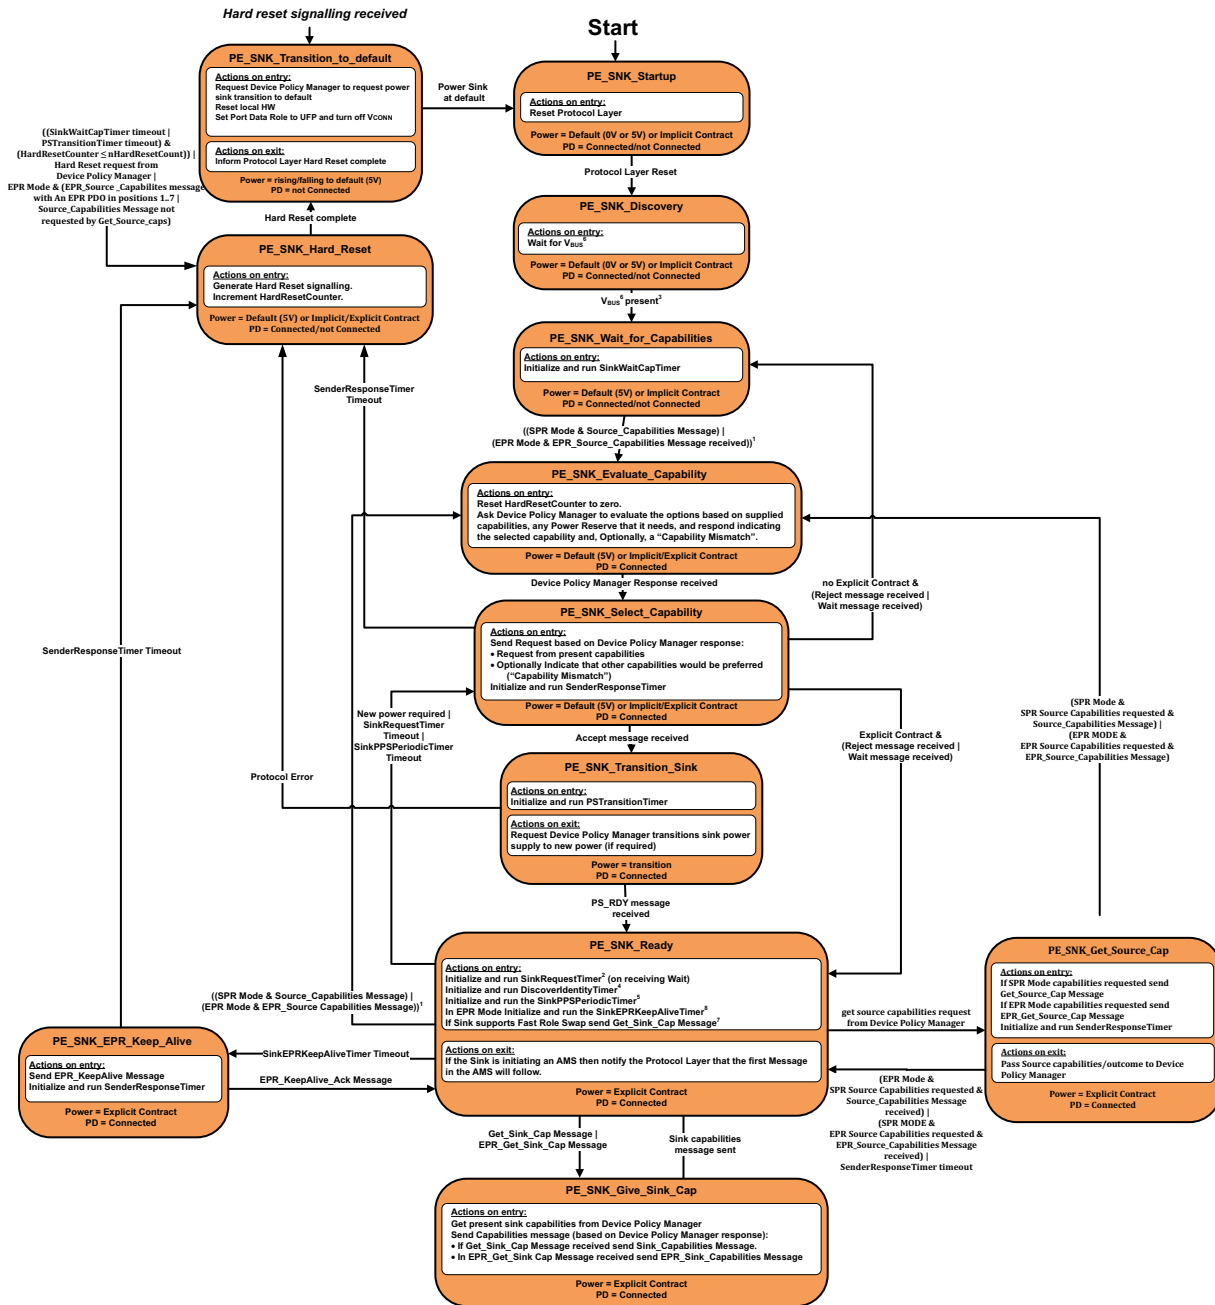 Hard reset signalling received
Start
PE_SNK_Transition_to_default
Actions on entry:
Request Device Policy Manager to request power
sink transition to default
Reset local HW
Set Port Data Role to UFP and turn off VCONN
Actions on exit:
Inform Protocol Layer Hard Reset complete
Power = rising/falling to default (5V)
PD = not Connected
Power Sink
at default
PE_SNK_Startup
Actions on entry:
Reset Protocol Layer
Power = Default (0V or 5V) or Implicit Contract
PD = Connected/not Connected
((SinkWaitCapTimer timeout |
PSTransitionTimer timeout) &
(HardResetCounter ≤ nHardResetCount)) |
Hard Reset request from
Device Policy Manager |
EPR Mode & (EPR_Source _Capabilites message
with An EPR PDO in positions 1..7 |
Source_Capabilities Message not
requested by Get_Source_caps)
Protocol Layer Reset
Hard Reset complete
PE_SNK_Discovery
Actions on entry:
Wait for VBUS6
Power = Default (0V or 5V) or Implicit Contract
PD = Connected/not Connected
PE_SNK_Hard_Reset
Actions on entry:
Generate Hard Reset signalling.
Increment HardResetCounter.
Power = Default (5V) or Implicit/Explicit Contract
PD = Connected/not Connected
VBUS6 present3
PE_SNK_Wait_for_Capabilities
Actions on entry:
Initialize and run SinkWaitCapTimer
Power = Default (5V) or Implicit Contract
PD = Connected/not Connected
SenderResponseTimer
Timeout
((SPR Mode & Source_Capabilities Message) |
(EPR Mode & EPR_Source_Capabilities Message received))1
PE_SNK_Evaluate_Capability
Actions on entry:
Reset HardResetCounter to zero.
Ask Device Policy Manager to evaluate the options based on supplied
capabilities, any Power Reserve that it needs, and respond indicating
the selected capability and, Optionally, a “Capability Mismatch”.
Power = Default (5V) or Implicit/Explicit Contract
PD = Connected
Device Policy Manager Response received
no Explicit Contract &
(Reject message received |
Wait message received)
PE_SNK_Select_Capability
Actions on entry:
Send Request based on Device Policy Manager response:
• Request from present capabilities
• Optionally Indicate that other capabilities would be preferred
(“Capability Mismatch”)
Initialize and run SenderResponseTimer
Power = Default (5V) or Implicit/Explicit Contract
PD = Connected
SenderResponseTimer Timeout
New power required |
SinkRequestTimer
Timeout |
SinkPPSPeriodicTimer
Timeout
Accept message received
Explicit Contract &
(Reject message received |
Wait message received)
(SPR Mode &
SPR Source Capabilities requested &
Source_Capabilities Message) |
(EPR MODE &
EPR Source Capabilities requested &
EPR_Source_Capabilities Message)
Protocol Error
PE_SNK_Transition_Sink
Actions on entry:
Initialize and run PSTransitionTimer
Actions on exit:
Request Device Policy Manager transitions sink power
supply to new power (if required)
Power = transition
PD = Connected
PS_RDY message
received
PE_SNK_Ready
Actions on entry:
Initialize and run SinkRequestTimer2 (on receiving Wait)
Initialize and run DiscoverIdentityTimer4
Initialize and run the SinkPPSPeriodicTimer5
In EPR Mode Initialize and run the SinkEPRKeepAliveTimer8
If Sink supports Fast Role Swap send Get_Sink_Cap Message7
Actions on exit:
If the Sink is initiating an AMS then notify the Protocol Layer that the first Message
in the AMS will follow.
Power = Explicit Contract
PD = Connected
((SPR Mode & Source_Capabilities Message) |
(EPR Mode & EPR_Source Capabilities Message))1
get source capabilities request
from Device Policy Manager
PE_SNK_Get_Source_Cap
Actions on entry:
If SPR Mode capabilities requested send
Get_Source_Cap Message
If EPR Mode capabilities requested send
EPR_Get_Source_Cap Message
Initialize and run SenderResponseTimer
Actions on exit:
Pass Source capabilities/outcome to Device
Policy Manager
Power = Explicit Contract
PD = Connected
PE_SNK_EPR_Keep_Alive
Actions on entry:
Send EPR_KeepAlive Message
Initialize and run SenderResponseTimer
Power = Explicit Contract
PD = Connected
SinkEPRKeepAliveTimer Timeout
EPR_KeepAlive_Ack Message
(EPR Mode &
SPR Source Capabilities requested &
Source_Capabilities Message
received) |
(SPR MODE &
EPR Source Capabilities requested &
EPR_Source_Capabilities Message
received) |
SenderResponseTimer timeout
Get_Sink_Cap Message |
EPR_Get_Sink_Cap Message
Sink capabilities
message sent
PE_SNK_Give_Sink_Cap
Actions on entry:
Get present sink capabilities from Device Policy Manager
Send Capabilities message (based on Device Policy Manager response):
• If Get_Sink_Cap Message received send Sink_Capabilities Message.
• In EPR_Get_Sink Cap Message received send EPR_Sink_Capabilities Message
Power = Explicit Contract
PD = Connected